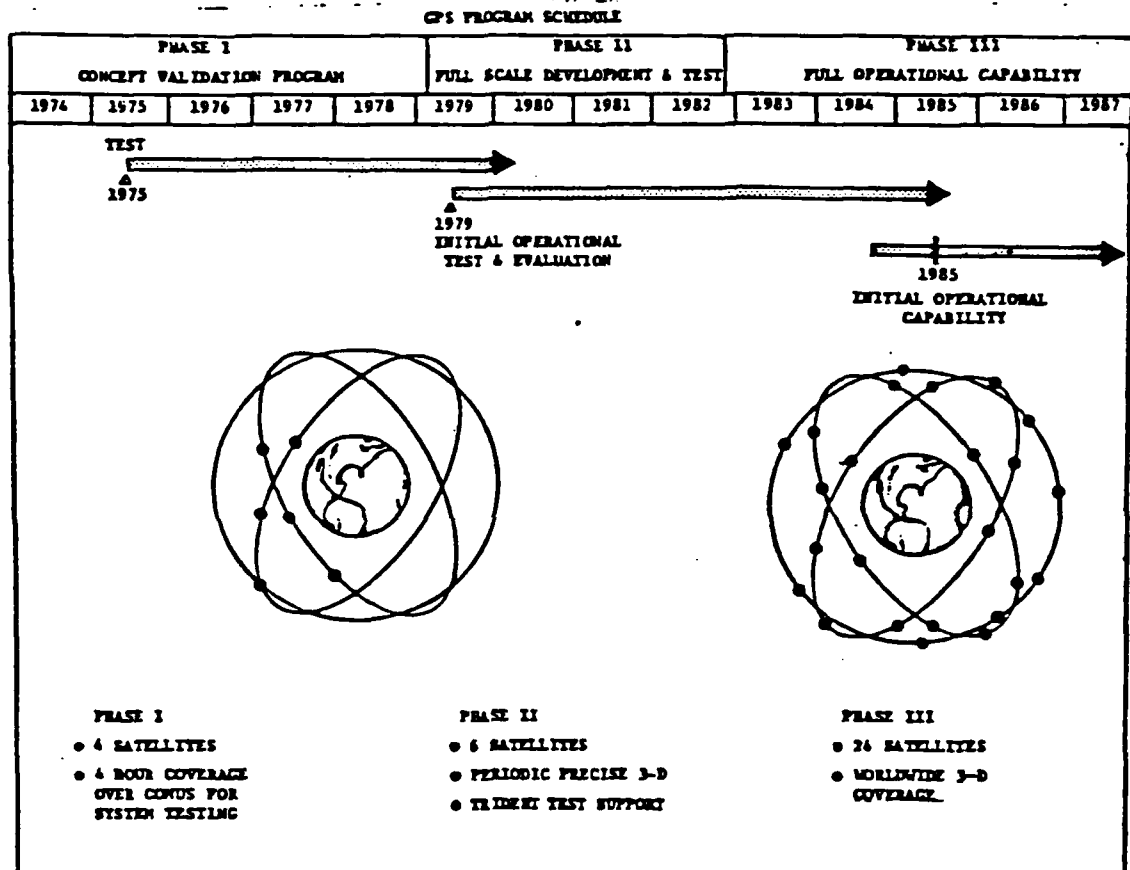 GPS PROGRAM SCHEDULE
PHASE I
CONCEPT VALIDATION PROGRAM
PHASE II
FULL SCALE DEVELOPMENT & TEST
PHASE III
FULL OPERATIONAL CAPABILITY
1974 1975 1976 1977 1978 1979 1980 1981 1982 1983 1984 1985 1986 1987
TEST
1975
1979
INITIAL OPERATIONAL
TEST & EVALUATION
1985
INITIAL OPERATIONAL
CAPABILITY
PHASE I
• 4 SATELLITES
• 4 HOUR COVERAGE
OVER CONUS FOR
SYSTEM TESTING
PHASE II
• 6 SATELLITES
• PERIODIC PRECISE 3-D
• TRIDENT TEST SUPPORT
PHASE III
• 24 SATELLITES
• WORLDWIDE 3-D
COVERAGE